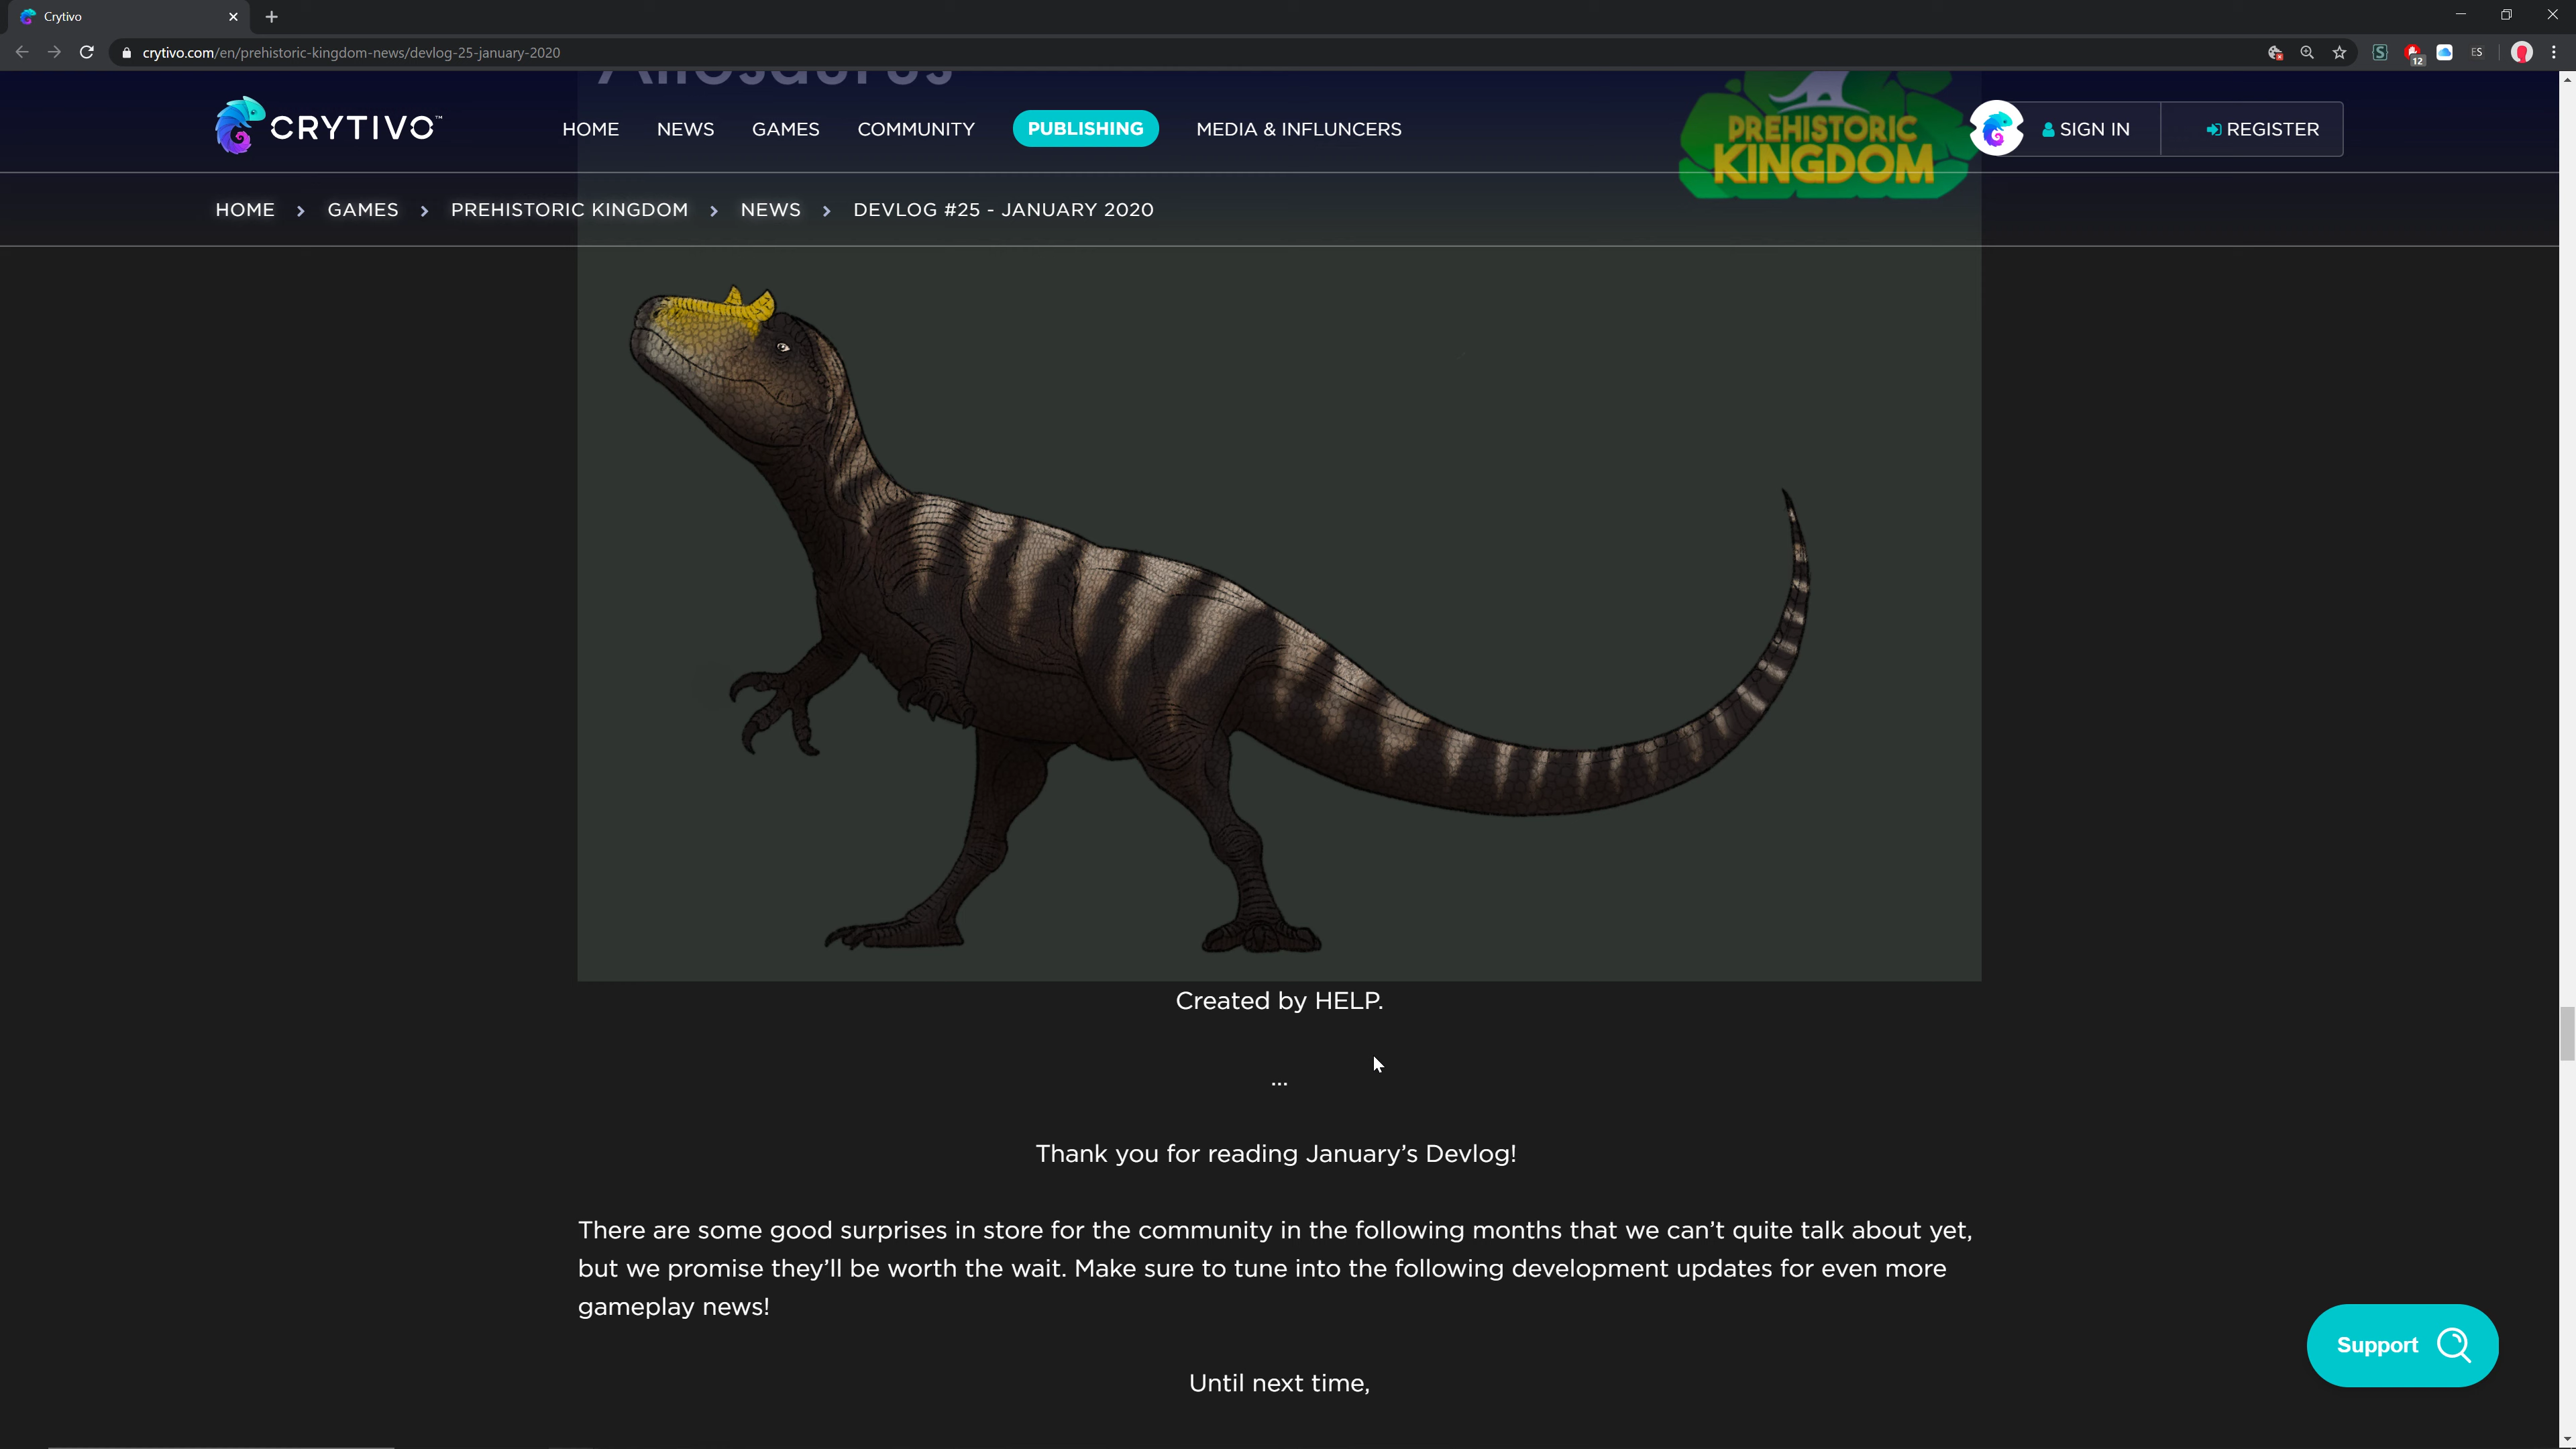 Crytivo
crytivo.com/en/prehistoric-kingdom-news/devlog-25-january-2020
12
ES
Allosaurus
CRYTIVO™
HOME NEWS GAMES COMMUNITY PUBLISHING MEDIA & INFLUNCERS
PREHISTORIC
KINGDOM
SIGN IN REGISTER
HOME > GAMES > PREHISTORIC KINGDOM > NEWS > DEVLOG #25 - JANUARY 2020
Created by HELP.
...
Thank you for reading January’s Devlog!
There are some good surprises in store for the community in the following months that we can’t quite talk about yet,
but we promise they’ll be worth the wait. Make sure to tune into the following development updates for even more
gameplay news!
Support
Until next time,